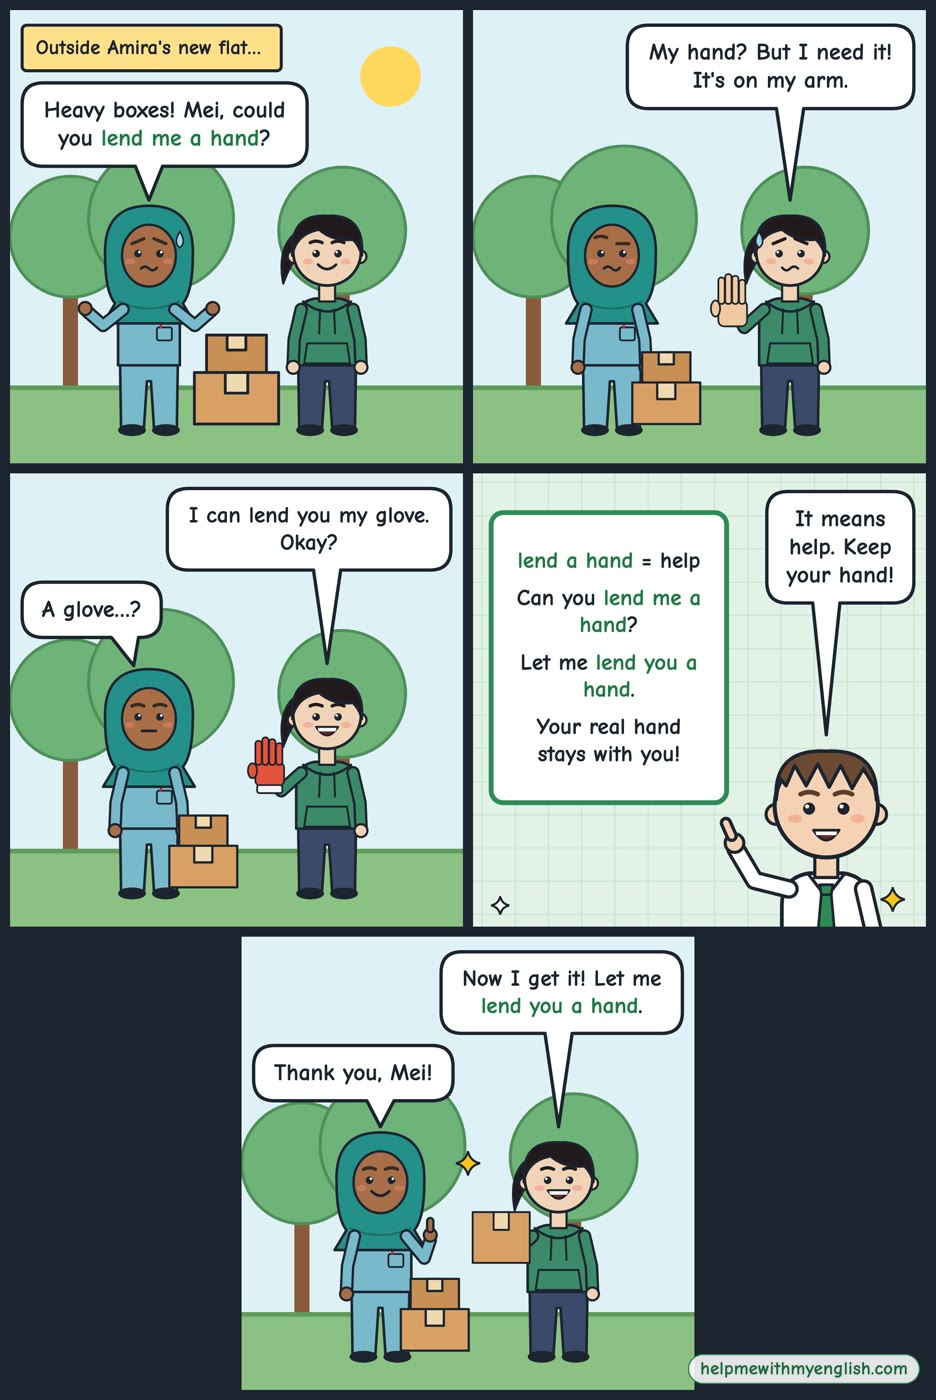 Outside Amira's new flat...
Heavy boxes! Mei, could
you lend me a hand?
My hand? But I need it!
It's on my arm.
I can lend you my glove.
Okay?
A glove...?
lend a hand = help
Can you lend me a
hand?
Let me lend you a
hand.
Your real hand
stays with you!
It means
help. Keep
your hand!
Now I get it! Let me
lend you a hand.
Thank you, Mei!
helpmewithmyenglish.com